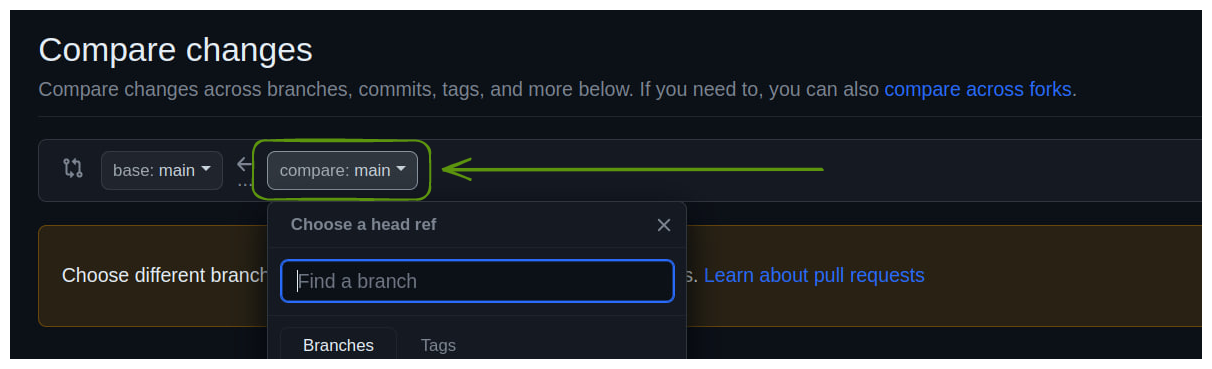 Compare changes
Compare changes across branches, commits, tags, and more below. If you need to, you can also compare across forks.
base: main
...
compare: main
Choose a head ref
Choose different branch
s. Learn about pull requests
Find a branch
Branches
Tags